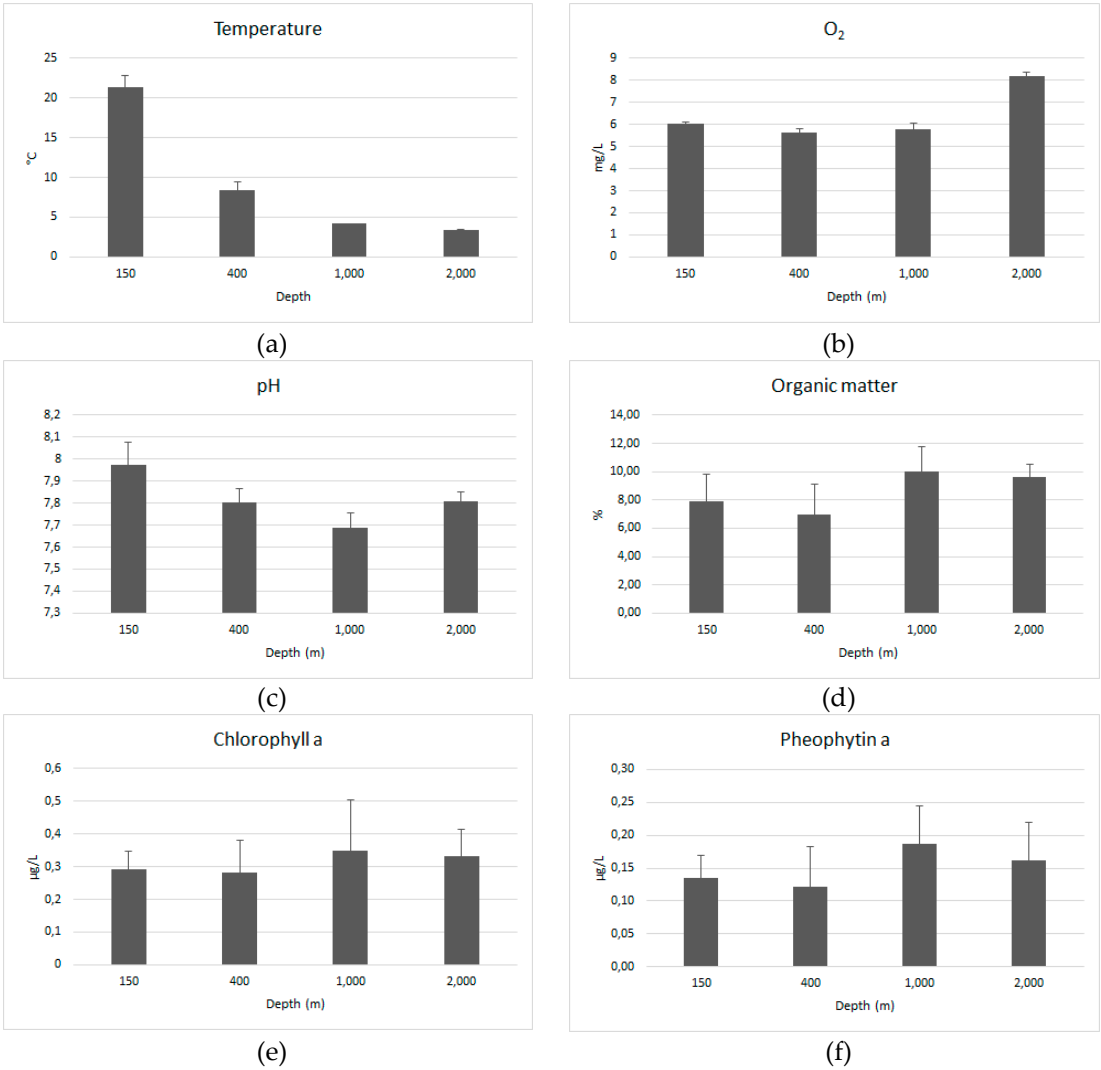 Temperature
25
20
15
10
5
0
°C
150 400 1,000 2,000
Depth
(a)
O₂
9
8
7
6
5
4
3
2
1
0
mg/L
150 400 1,000 2,000
Depth (m)
(b)
pH
8,2
8,1
8
7,9
7,8
7,7
7,6
7,5
7,4
7,3
150 400 1,000 2,000
Depth (m)
(c)
Organic matter
14,00
12,00
10,00
8,00
6,00
4,00
2,00
0,00
%
150 400 1,000 2,000
Depth (m)
(d)
Chlorophyll a
0,6
0,5
0,4
0,3
0,2
0,1
0
µg/L
150 400 1,000 2,000
Depth (m)
(e)
Pheophytin a
0,30
0,25
0,20
0,15
0,10
0,05
0,00
µg/L
150 400 1,000 2,000
Depth (m)
(f)